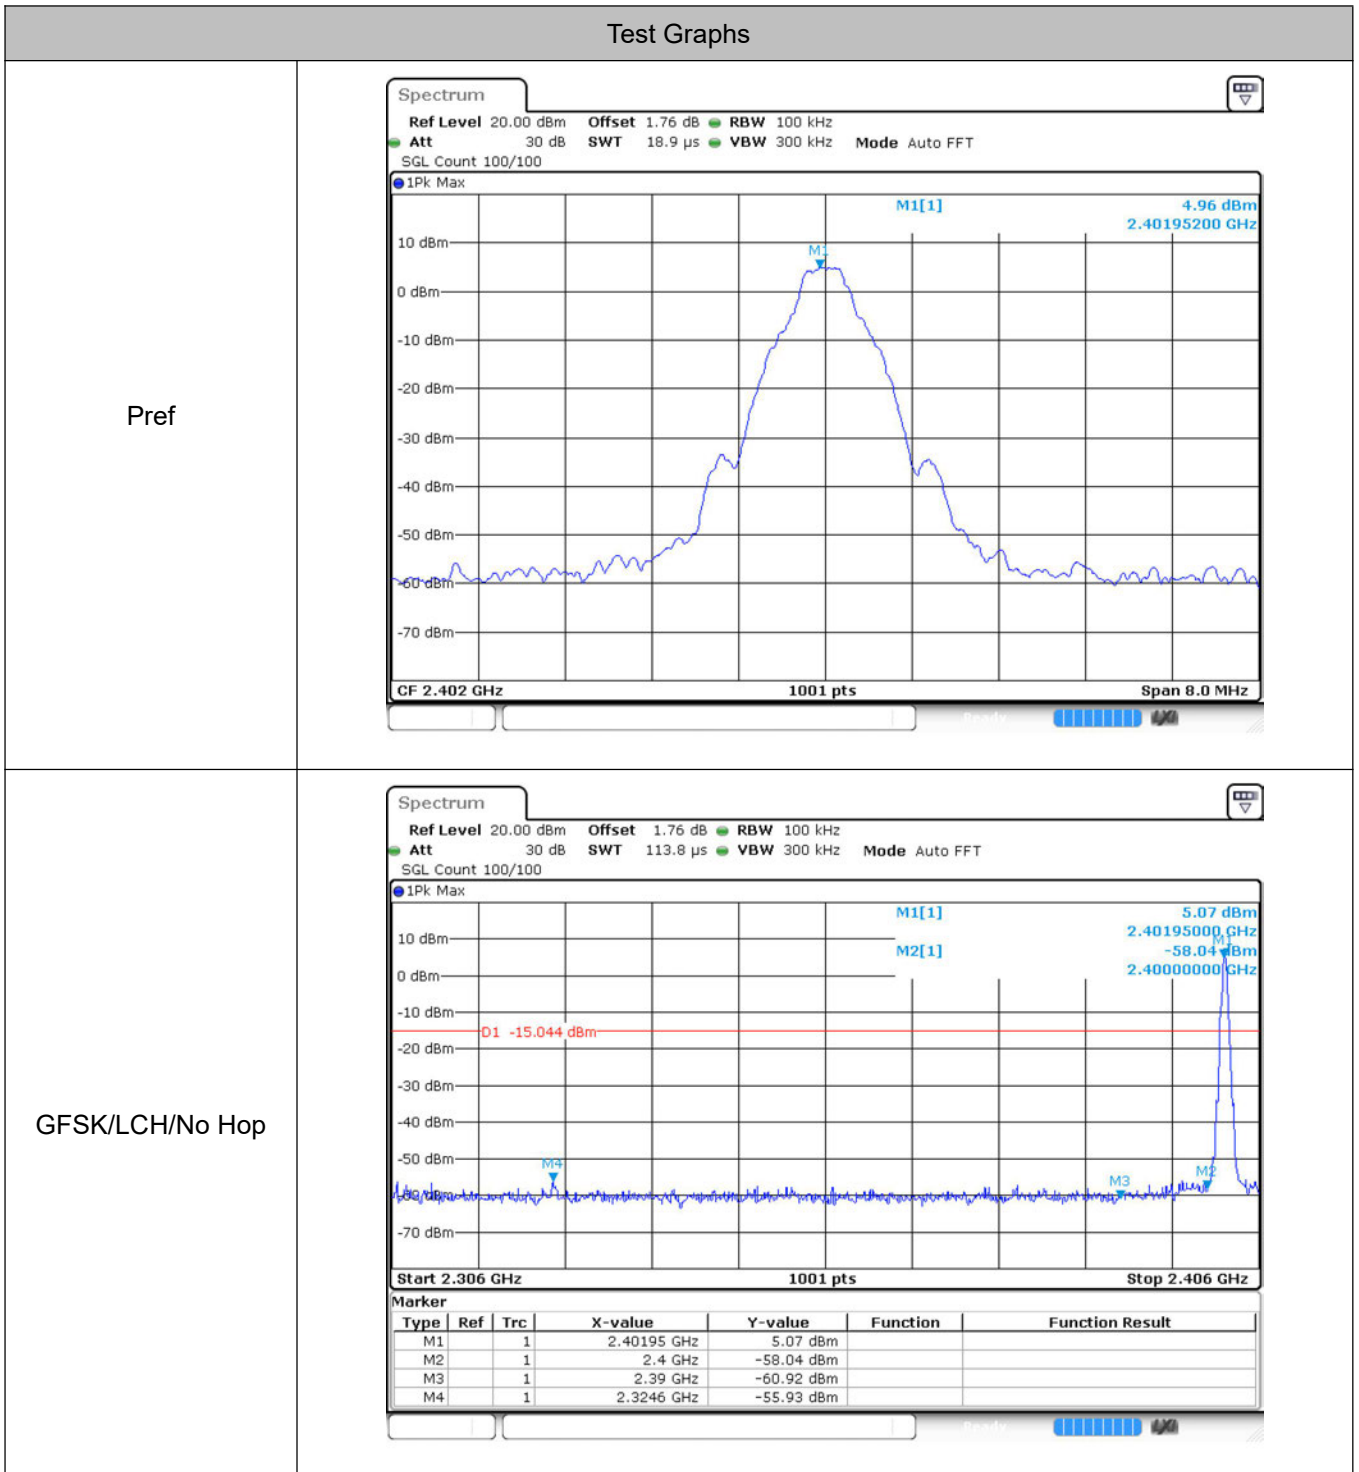 Test Graphs
Pref
Spectrum
Ref Level 20.00 dBm Offset 1.76 dB RBW 100 kHz
Att 30 dB SWT 18.9 µs VBW 300 kHz Mode Auto FFT
SGL Count 100/100
1Pk Max
M1[1] 4.96 dBm
2.40195200 GHz
10 dBm
M1
0 dBm
-10 dBm
-20 dBm
-30 dBm
-40 dBm
-50 dBm
-60 dBm
-70 dBm
CF 2.402 GHz 1001 pts Span 8.0 MHz
Ready
GFSK/LCH/No Hop
Spectrum
Ref Level 20.00 dBm Offset 1.76 dB RBW 100 kHz
Att 30 dB SWT 113.8 µs VBW 300 kHz Mode Auto FFT
SGL Count 100/100
1Pk Max
M1[1] 5.07 dBm
2.40195000 GHz
M1
M2[1] -58.04 dBm
2.40000000 GHz
10 dBm
0 dBm
-10 dBm
D1 -15.044 dBm
-20 dBm
-30 dBm
-40 dBm
-50 dBm
M4
M3
M2
-60 dBm
-70 dBm
Start 2.306 GHz 1001 pts Stop 2.406 GHz
Marker
Type Ref Trc X-value Y-value Function Function Result
M1 1 2.40195 GHz 5.07 dBm
M2 1 2.4 GHz -58.04 dBm
M3 1 2.39 GHz -60.92 dBm
M4 1 2.3246 GHz -55.93 dBm
Ready